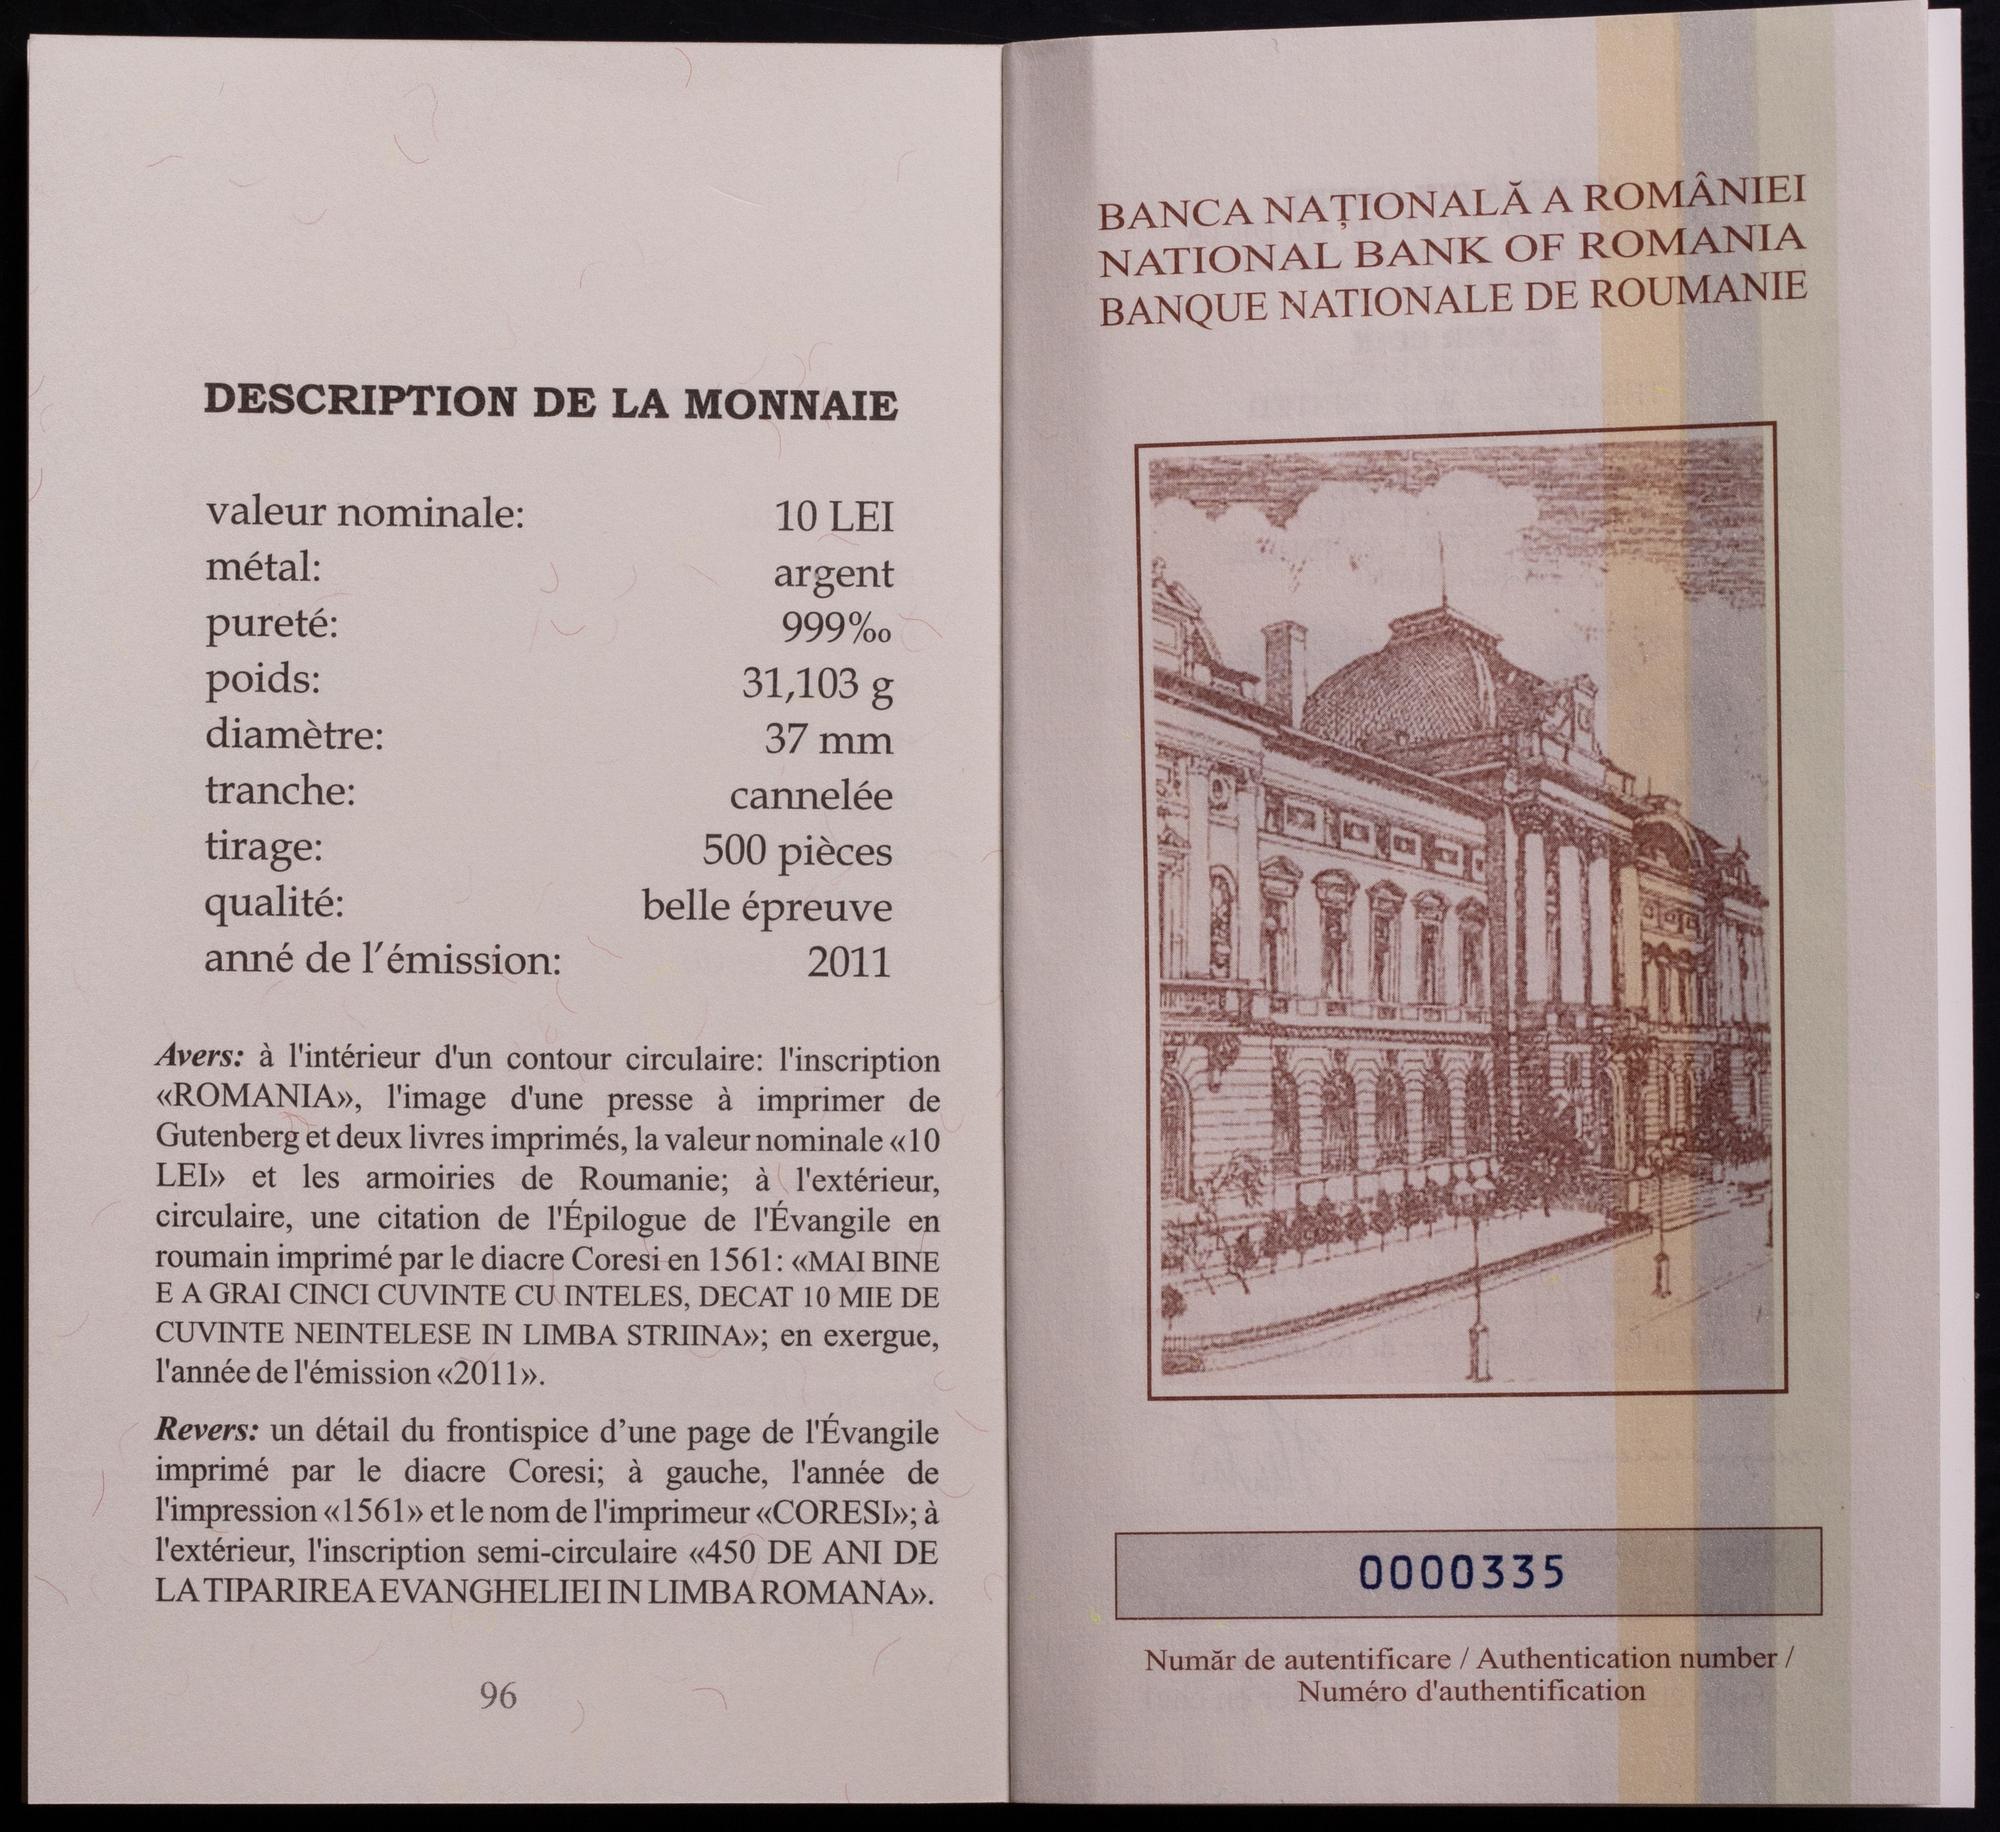 DESCRIPTION DE LA MONNAIE
valeur nominale: 10 LEI
métal: argent
pureté: 999‰
poids: 31,103 g
diamètre: 37 mm
tranche: cannelée
tirage: 500 pièces
qualité: belle épreuve
anné de l'émission: 2011
Avers: à l'intérieur d'un contour circulaire: l'inscription
«ROMANIA», l'image d'une presse à imprimer de
Gutenberg et deux livres imprimés, la valeur nominale «10
LEI» et les armoiries de Roumanie; à l'extérieur,
circulaire, une citation de l'Épilogue de l'Évangile en
roumain imprimé par le diacre Coresi en 1561: «MAI BINE
E A GRAI CINCI CUVINTE CU INTELES, DECAT 10 MIE DE
CUVINTE NEINTELESE IN LIMBA STRIINA»; en exergue,
l'année de l'émission «2011».
Revers: un détail du frontispice d’une page de l'Évangile
imprimé par le diacre Coresi; à gauche, l'année de
l'impression «1561» et le nom de l'imprimeur «CORESI»; à
l'extérieur, l'inscription semi-circulaire «450 DE ANI DE
LA TIPARIREA EVANGHELIEI IN LIMBA ROMANA».
96
BANCA NAȚIONALĂ A ROMÂNIEI
NATIONAL BANK OF ROMANIA
BANQUE NATIONALE DE ROUMANIE
0000335
Număr de autentificare / Authentication number /
Numéro d'authentification